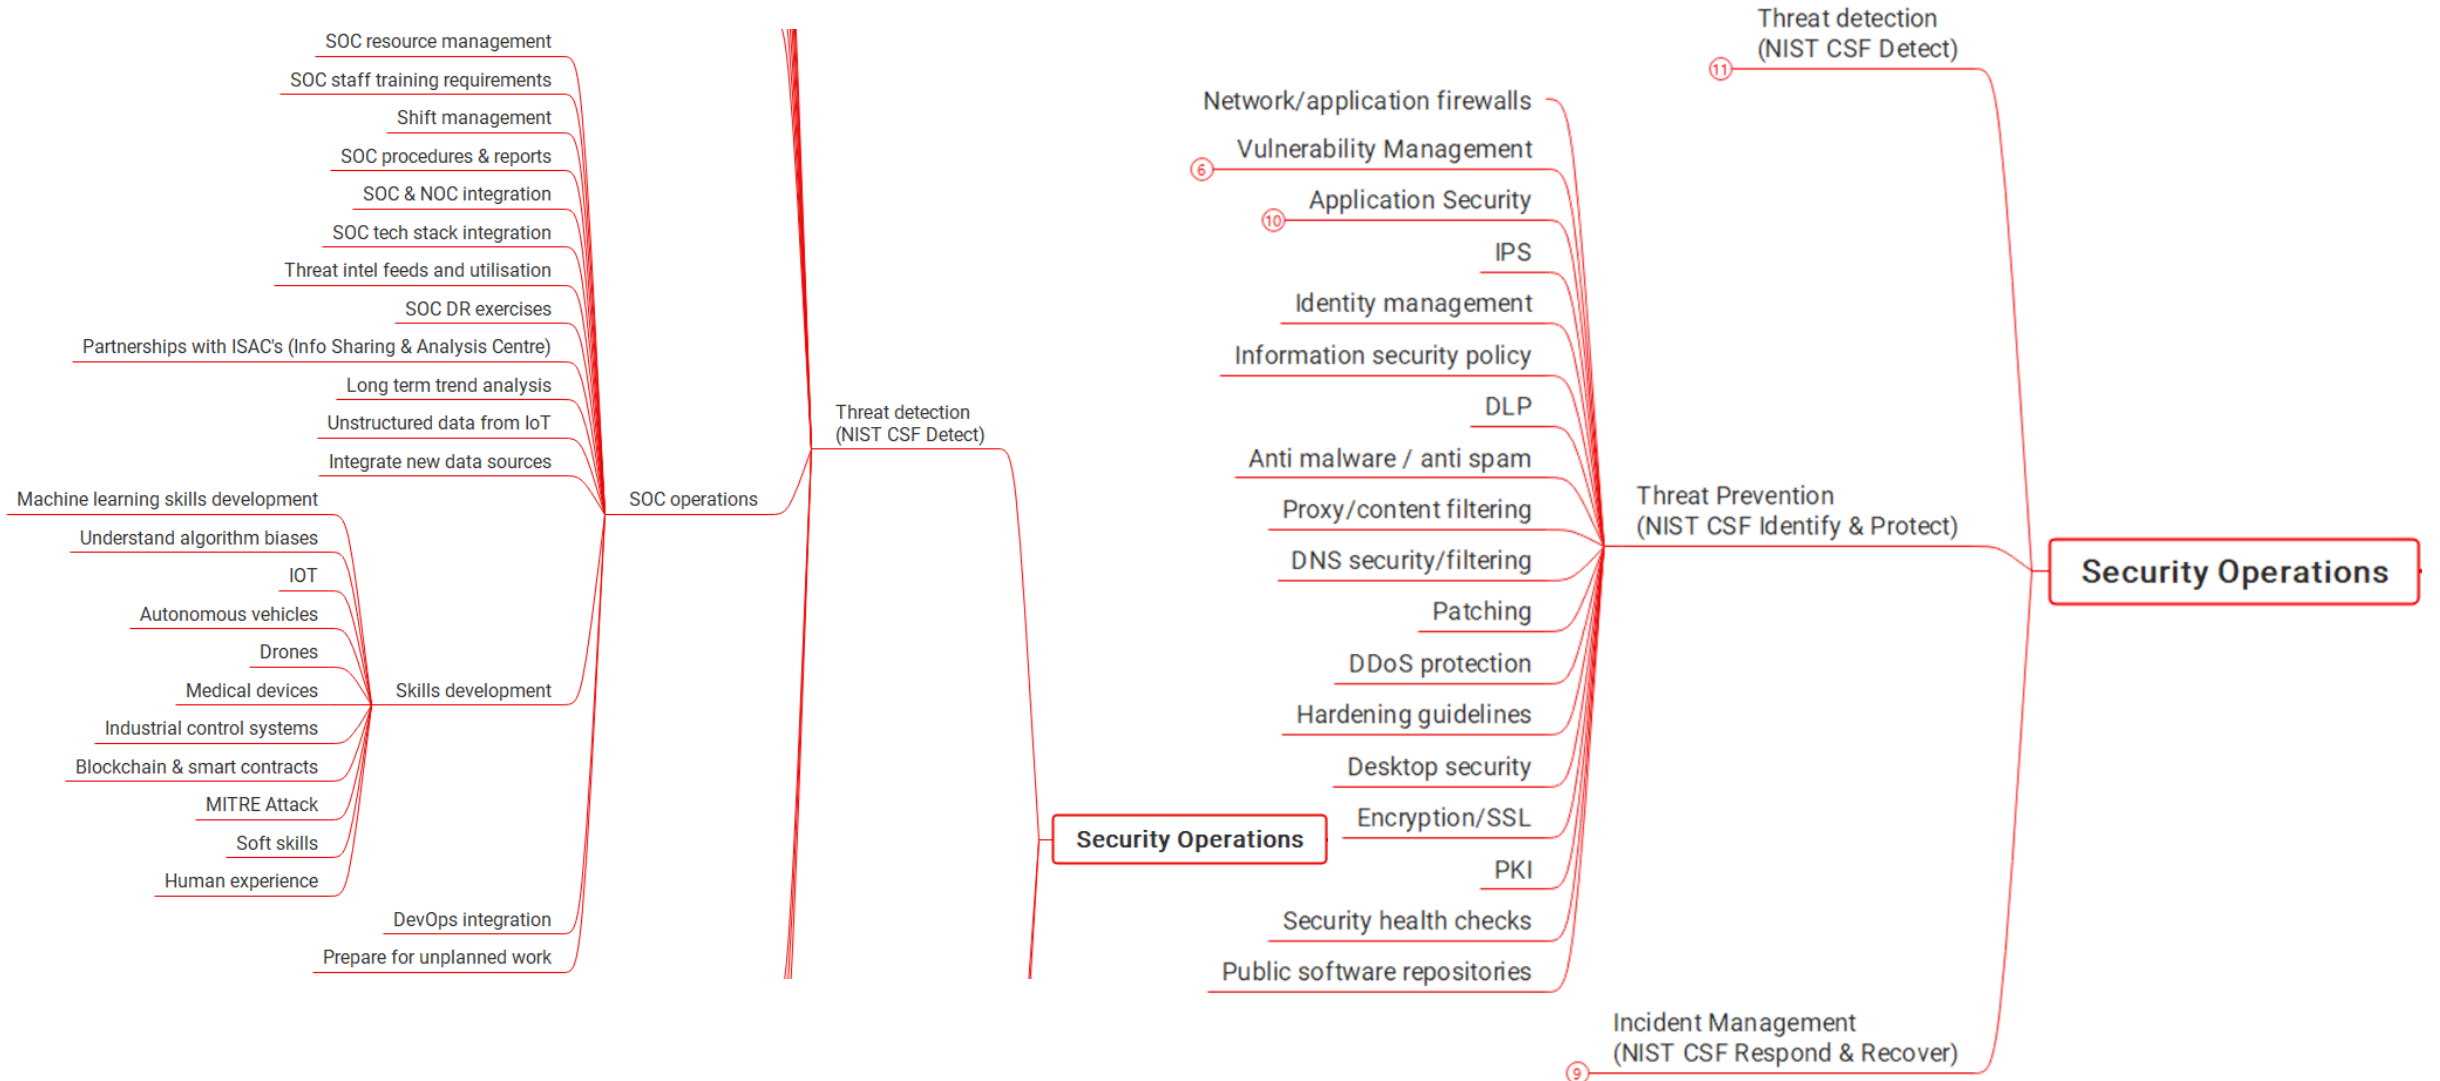 SOC resource management
SOC staff training requirements
Shift management
SOC procedures & reports
SOC & NOC integration
SOC tech stack integration
Threat intel feeds and utilisation
SOC DR exercises
Partnerships with ISAC's (Info Sharing & Analysis Centre)
Long term trend analysis
Unstructured data from IoT
Integrate new data sources
Machine learning skills development
Understand algorithm biases
IOT
Autonomous vehicles
Drones
Medical devices
Industrial control systems
Blockchain & smart contracts
MITRE Attack
Soft skills
Human experience
Skills development
DevOps integration
Prepare for unplanned work
SOC operations
Threat detection
(NIST CSF Detect)
Security Operations
Threat detection
(NIST CSF Detect)
11
Network/application firewalls
Vulnerability Management
6
Application Security
10
IPS
Identity management
Information security policy
DLP
Anti malware / anti spam
Proxy/content filtering
DNS security/filtering
Patching
DDoS protection
Hardening guidelines
Desktop security
Encryption/SSL
PKI
Security health checks
Public software repositories
Threat Prevention
(NIST CSF Identify & Protect)
Security Operations
Incident Management
(NIST CSF Respond & Recover)
9